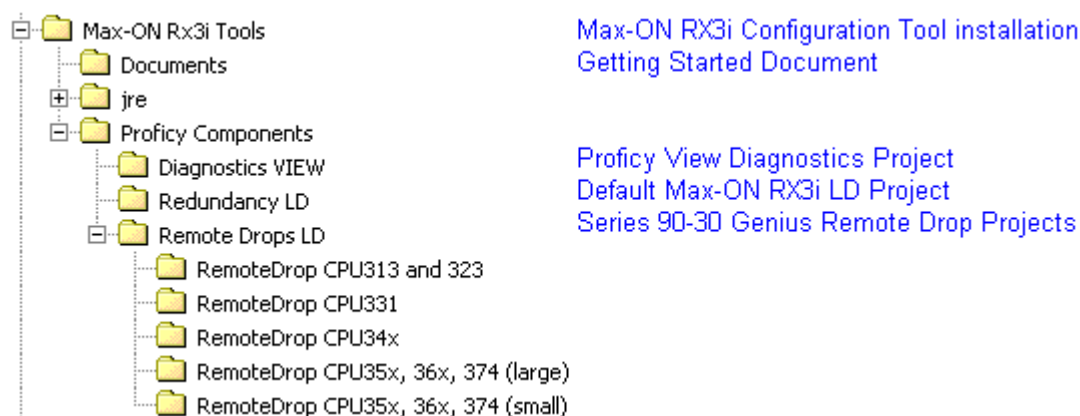 Max-ON Rx3i Tools Max-ON RX3i Configuration Tool installation
Documents Getting Started Document
jre
Proficy Components
Diagnostics VIEW Proficy View Diagnostics Project
Redundancy LD Default Max-ON RX3i LD Project
Remote Drops LD Series 90-30 Genius Remote Drop Projects
RemoteDrop CPU313 and 323
RemoteDrop CPU331
RemoteDrop CPU34x
RemoteDrop CPU35x, 36x, 374 (large)
RemoteDrop CPU35x, 36x, 374 (small)